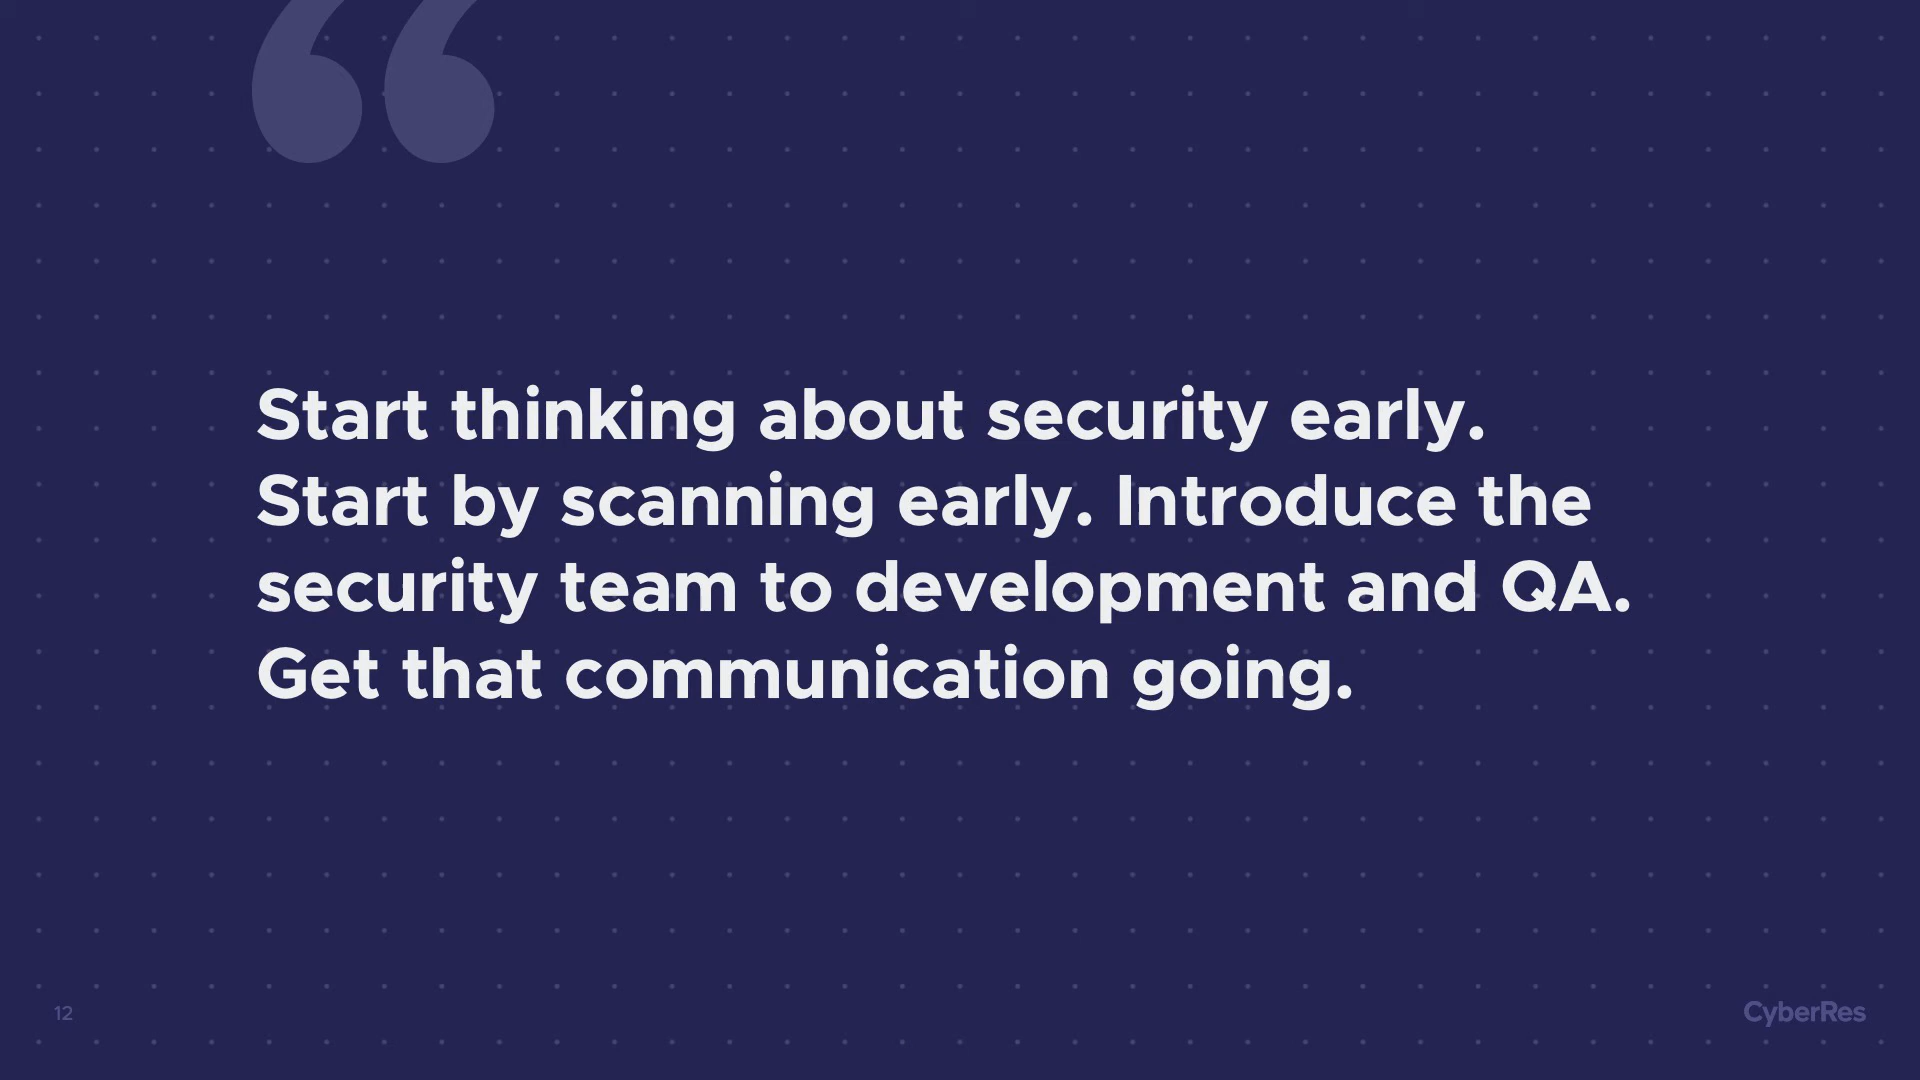 “
Start thinking about security early.
Start by scanning early. Introduce the
security team to development and QA.
Get that communication going.
12
CyberRes